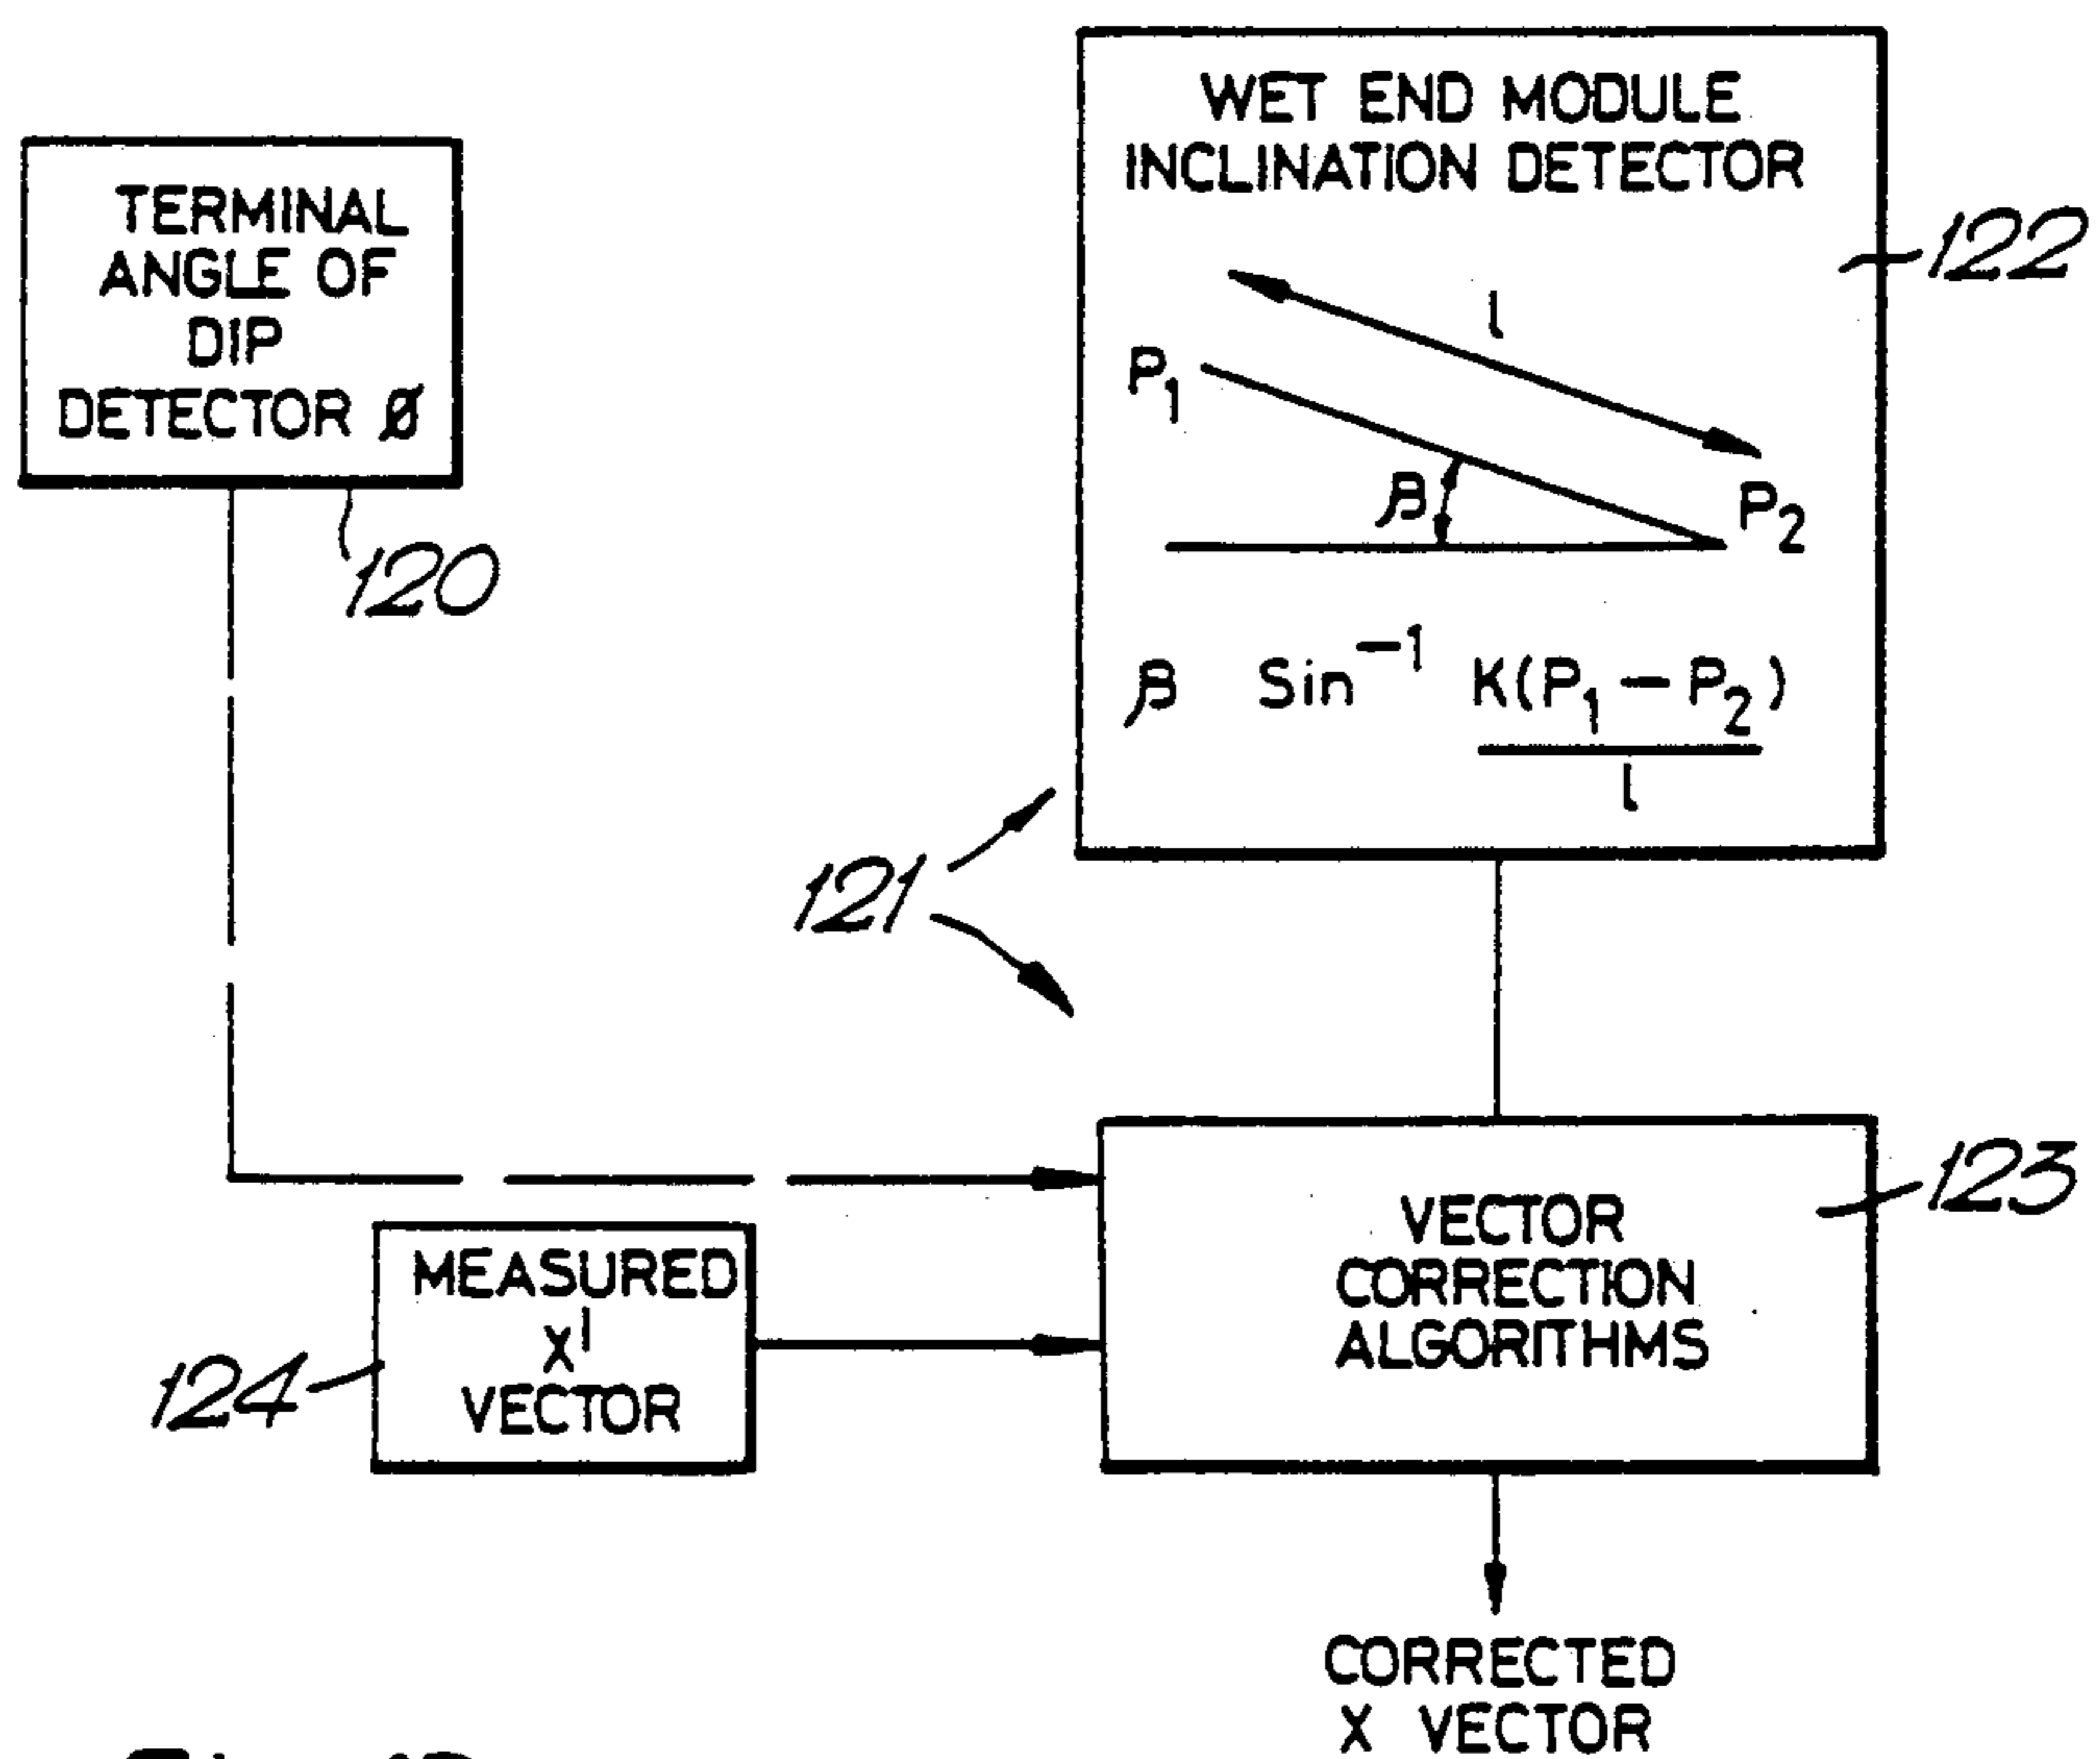 TERMINAL
ANGLE OF
DIP
DETECTOR Ø
120
WET END MODULE
INCLINATION DETECTOR
l
P₁
β
P₂
β Sin⁻¹ K(P₁ − P₂)
l
122
121
MEASURED
X'
VECTOR
124
VECTOR
CORRECTION
ALGORITHMS
123
CORRECTED
X VECTOR